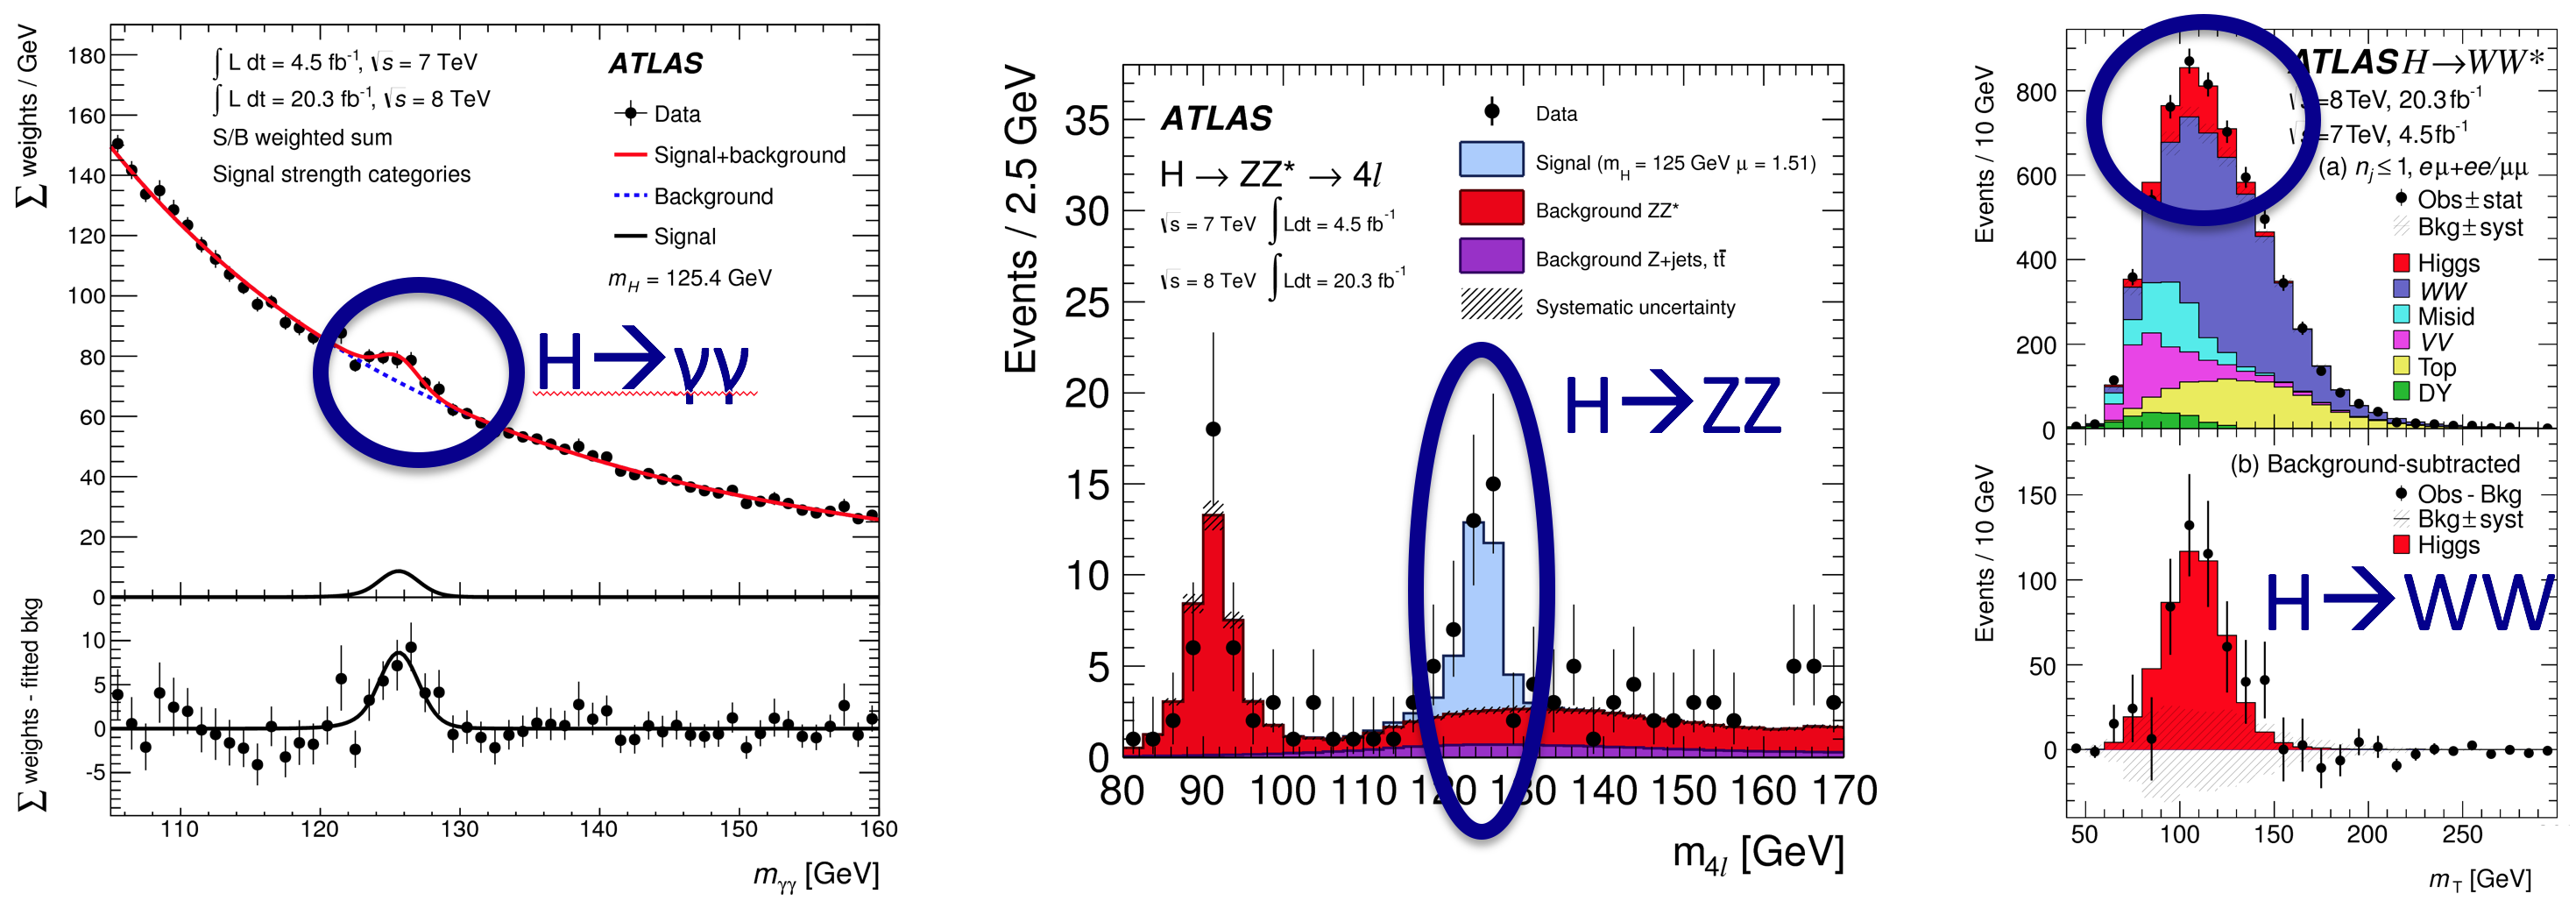 ∑ weights / GeV
180
160
140
120
100
80
60
40
20
0
∫ L dt = 4.5 fb⁻¹, √s = 7 TeV
∫ L dt = 20.3 fb⁻¹, √s = 8 TeV
S/B weighted sum
Signal strength categories
ATLAS
Data
Signal+background
Background
Signal
m_H = 125.4 GeV
H→γγ
∑ weights - fitted bkg
10
5
0
-5
110 120 130 140 150 160
m_γγ [GeV]
Events / 2.5 GeV
35
30
25
20
15
10
5
0
ATLAS
H → ZZ* → 4l
√s = 7 TeV ∫Ldt = 4.5 fb⁻¹
√s = 8 TeV ∫Ldt = 20.3 fb⁻¹
Data
Signal (m_H = 125 GeV μ = 1.51)
Background ZZ*
Background Z+jets, tt̄
Systematic uncertainty
H→ZZ
80 90 100 110 120 130 140 150 160 170
m_4l [GeV]
Events / 10 GeV
800
600
400
200
0
ATLAS H→WW*
√s=8TeV, 20.3fb⁻¹
√s=7TeV, 4.5fb⁻¹
(a) n_j≤1, eμ+ee/μμ
Obs±stat
Bkg±syst
Higgs
WW
Misid
VV
Top
DY
Events / 10 GeV
150
100
50
0
(b) Background-subtracted
Obs-Bkg
Bkg±syst
Higgs
H→WW
50 100 150 200 250
m_T [GeV]